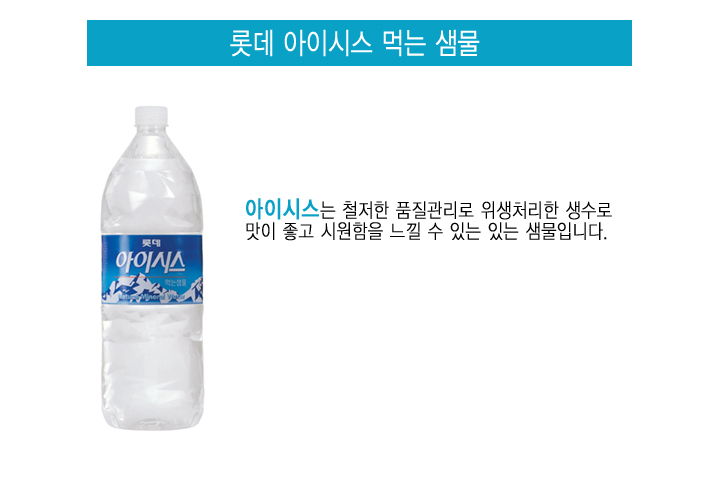 롯데 아이시스 먹는 샘물
아이시스는 철저한 품질관리로 위생처리한 생수로
맛이 좋고 시원함을 느낄 수 있는 있는 샘물입니다.
롯데
아이시스
먹는샘물
Natural Mineral Water